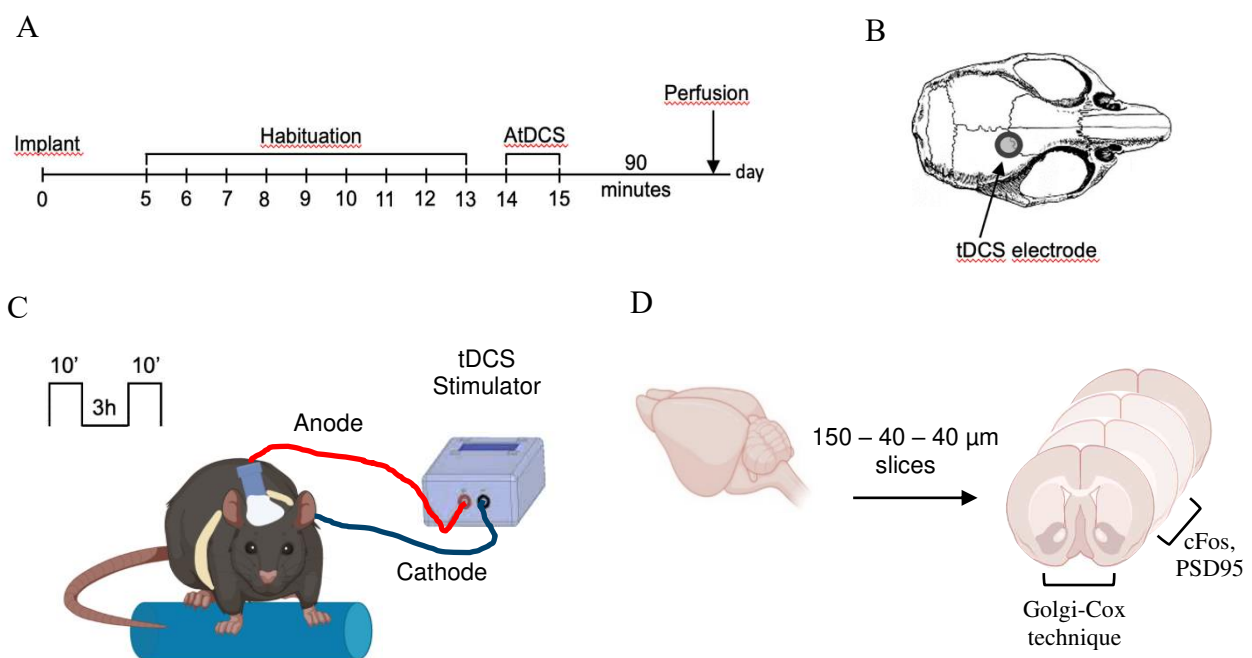 A
Implant
Habituation
AtDCS
90
minutes
Perfusion
day
0 5 6 7 8 9 10 11 12 13 14 15
B
tDCS electrode
C
10’ 10’
3h
tDCS
Stimulator
Anode
Cathode
D
150 – 40 – 40 µm
slices
cFos,
PSD95
Golgi-Cox
technique